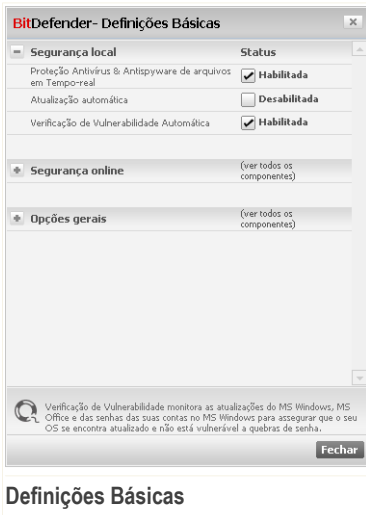 BitDefender- Definições Básicas
Segurança local Status
Proteção Antivírus & Antispyware de arquivos em Tempo-real Habilitada
Atualização automática Desabilitada
Verificação de Vulnerabilidade Automática Habilitada
Segurança online (ver todos os componentes)
Opções gerais (ver todos os componentes)
Verificação de Vulnerabilidade monitora as atualizações do MS Windows, MS
Office e das senhas das suas contas no MS Windows para assegurar que o seu
OS se encontra atualizado e não está vulnerável a quebras de senha.
Fechar
Definições Básicas